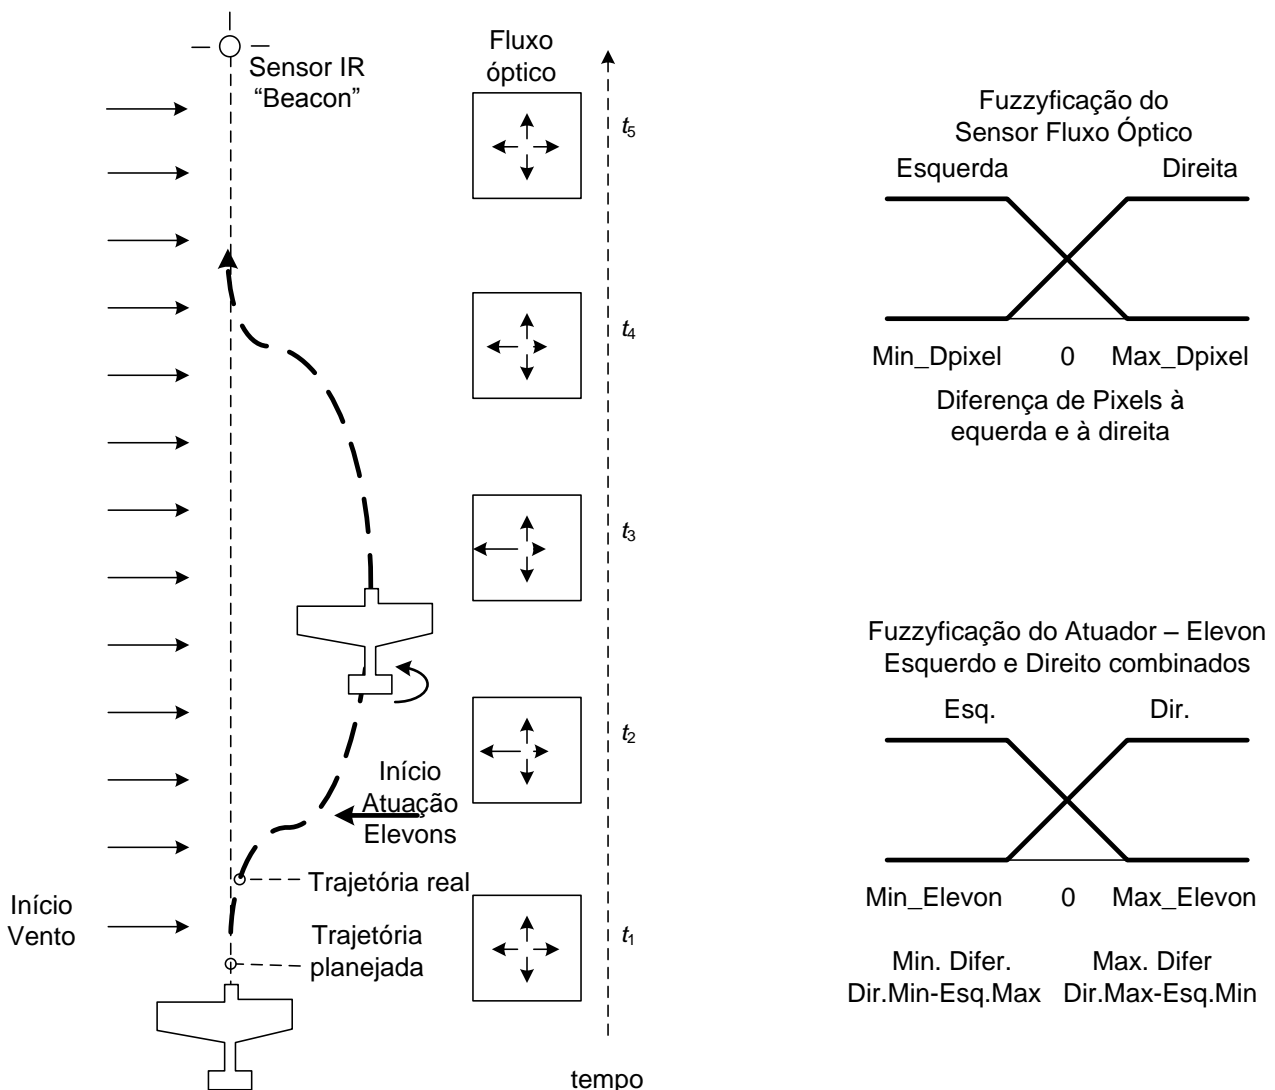 Sensor IR
“Beacon”
Fluxo
óptico
t5
t4
t3
t2
t1
tempo
Início
Atuação
Elevons
Trajetória real
Trajetória
planejada
Início
Vento
Fuzzyficação do
Sensor Fluxo Óptico
Esquerda Direita
Min_Dpixel 0 Max_Dpixel
Diferença de Pixels à
equerda e à direita
Fuzzyficação do Atuador – Elevon
Esquerdo e Direito combinados
Esq. Dir.
Min_Elevon 0 Max_Elevon
Min. Difer. Max. Difer
Dir.Min-Esq.Max Dir.Max-Esq.Min